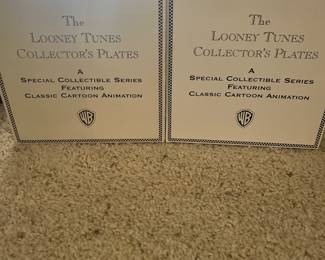 The
Looney Tunes
Collector's Plates
A
Special Collectible Series
Featuring
Classic Cartoon Animation
WB
The
Looney Tunes
Collector's Plates
A
Special Collectible Series
Featuring
Classic Cartoon Animation
WB